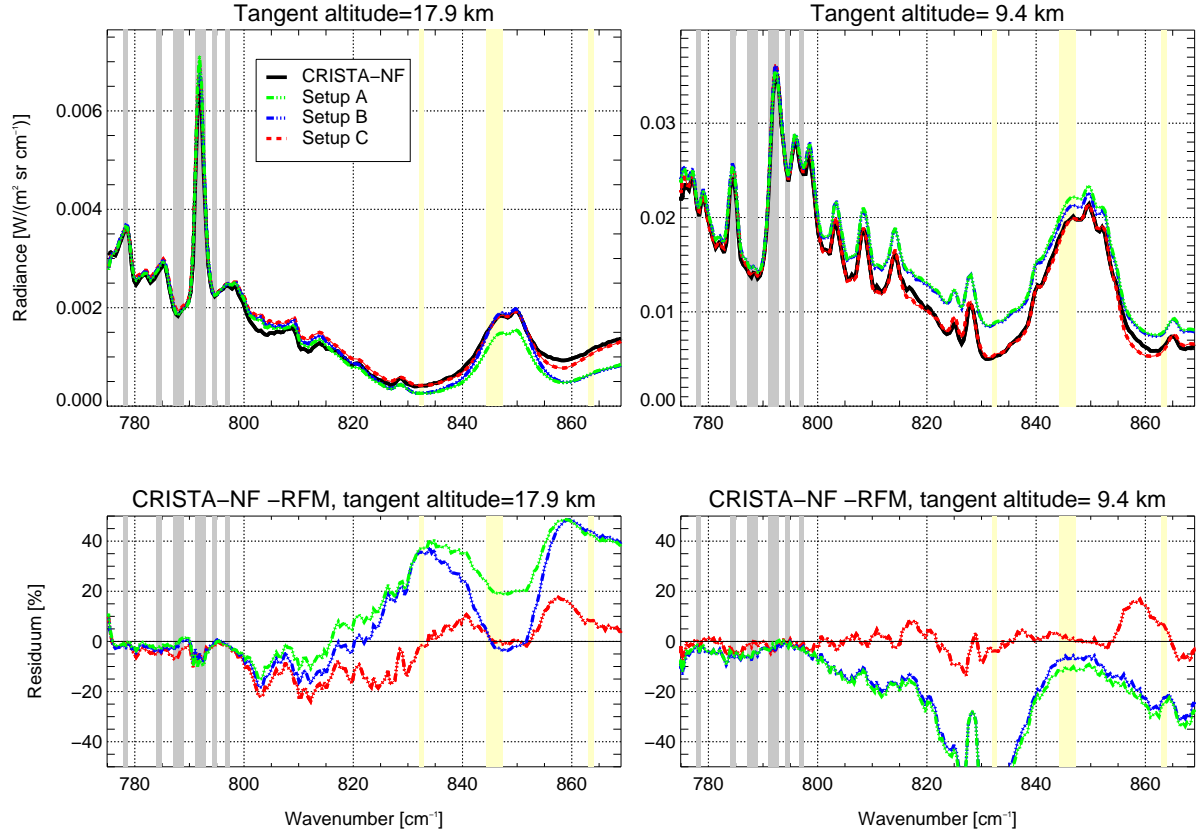 Tangent altitude=17.9 km
Tangent altitude= 9.4 km
Radiance [W/(m² sr cm⁻¹)]
0.006
0.004
0.002
0.000
CRISTA−NF
Setup A
Setup B
Setup C
780 800 820 840 860
0.03
0.02
0.01
0.00
780 800 820 840 860
CRISTA−NF −RFM, tangent altitude=17.9 km
CRISTA−NF −RFM, tangent altitude= 9.4 km
Residuum [%]
40
20
0
−20
−40
780 800 820 840 860
Wavenumber [cm⁻¹]
40
20
0
−20
−40
780 800 820 840 860
Wavenumber [cm⁻¹]